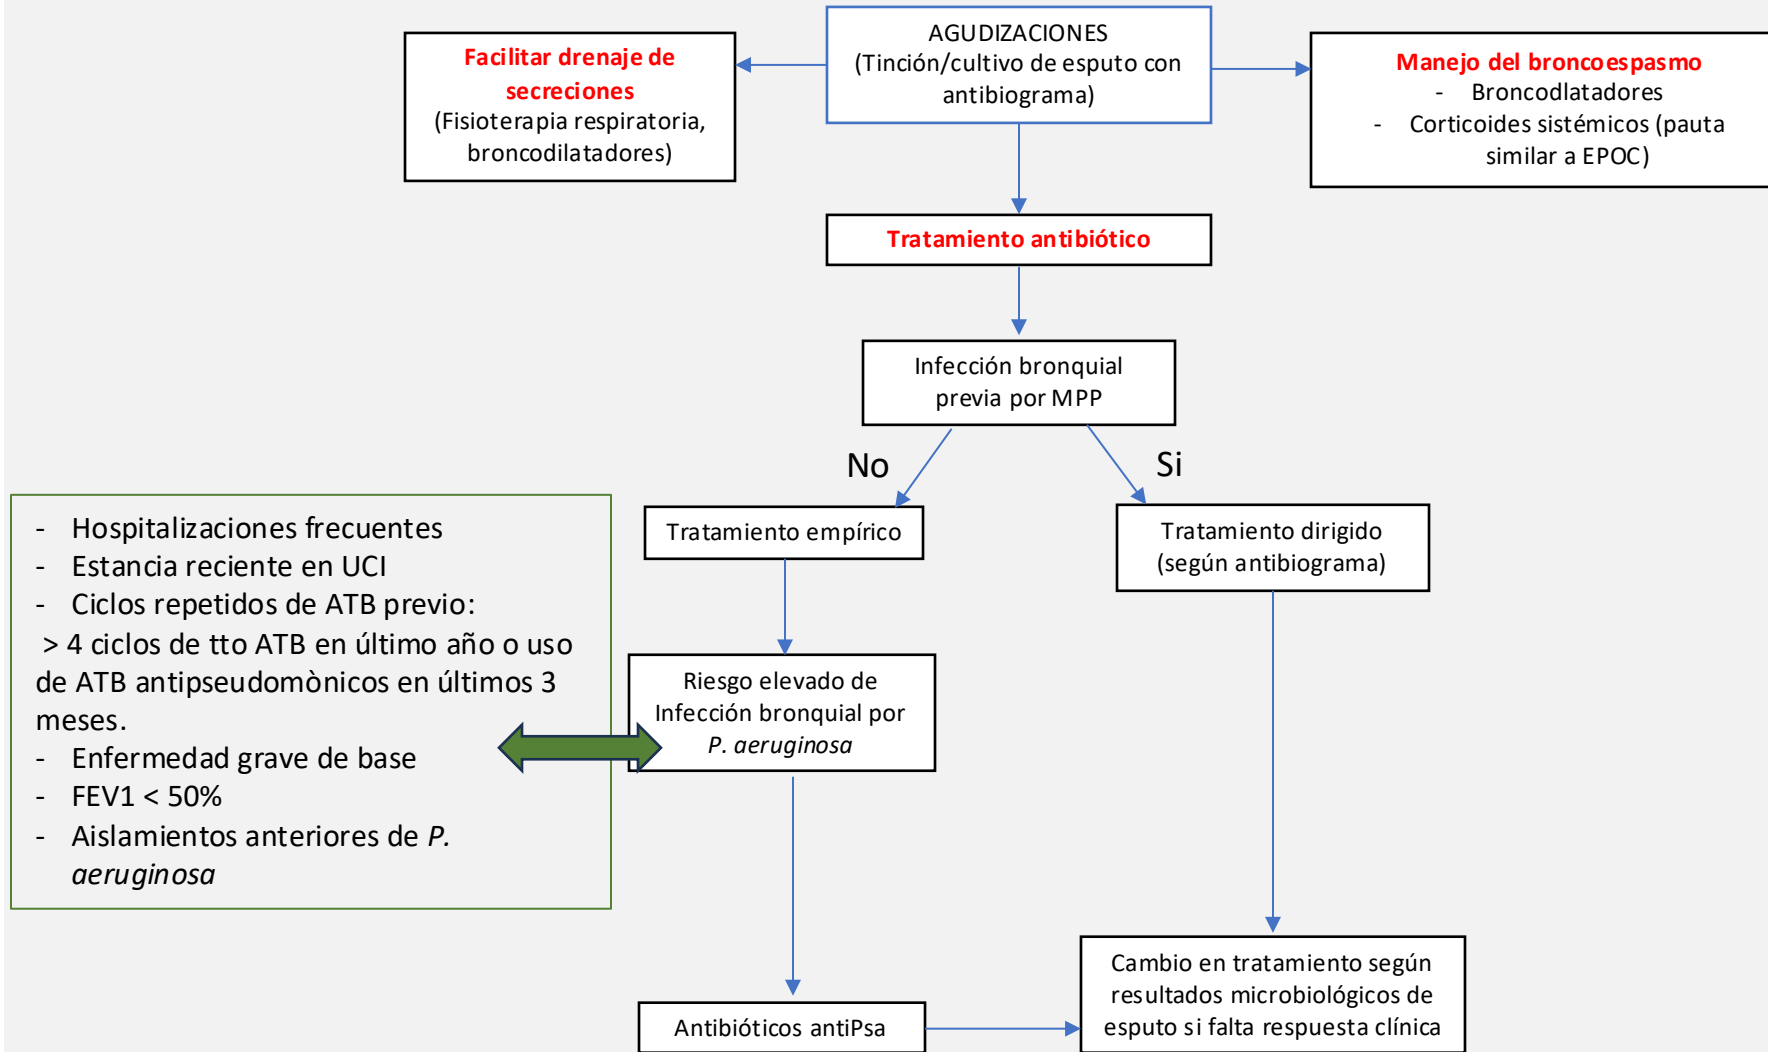 AGUDIZACIONES
(Tinción/cultivo de esputo con
antibiograma)
Facilitar drenaje de
secreciones
(Fisioterapia respiratoria,
broncodilatadores)
Manejo del broncoespasmo
- Broncodlatadores
- Corticoides sistémicos (pauta
similar a EPOC)
Tratamiento antibiótico
Infección bronquial
previa por MPP
No
Si
Tratamiento empírico
Tratamiento dirigido
(según antibiograma)
- Hospitalizaciones frecuentes
- Estancia reciente en UCI
- Ciclos repetidos de ATB previo:
> 4 ciclos de tto ATB en último año o uso
de ATB antipseudomònicos en últimos 3
meses.
- Enfermedad grave de base
- FEV1 < 50%
- Aislamientos anteriores de P.
aeruginosa
Riesgo elevado de
Infección bronquial por
P. aeruginosa
Antibióticos antiPsa
Cambio en tratamiento según
resultados microbiológicos de
esputo si falta respuesta clínica